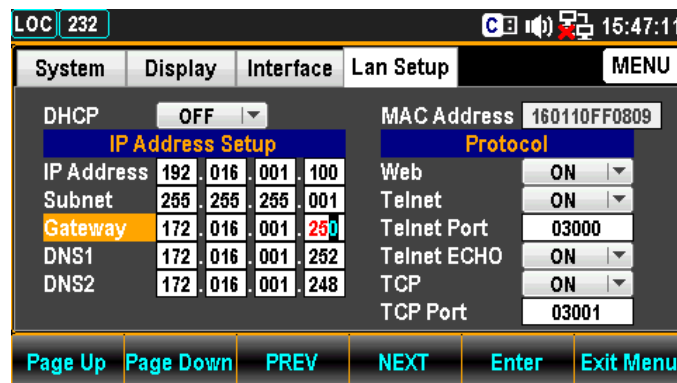 LOC 232 C 15:47:11
System Display Interface Lan Setup MENU
DHCP OFF MAC Address 160110FF0809
IP Address Setup Protocol
IP Address 192 . 016 . 001 . 100 Web ON
Subnet 255 . 255 . 255 . 001 Telnet ON
Gateway 172 . 016 . 001 . 250 Telnet Port 03000
DNS1 172 . 016 . 001 . 252 Telnet ECHO ON
DNS2 172 . 016 . 001 . 248 TCP ON
TCP Port 03001
Page Up Page Down PREV NEXT Enter Exit Menu